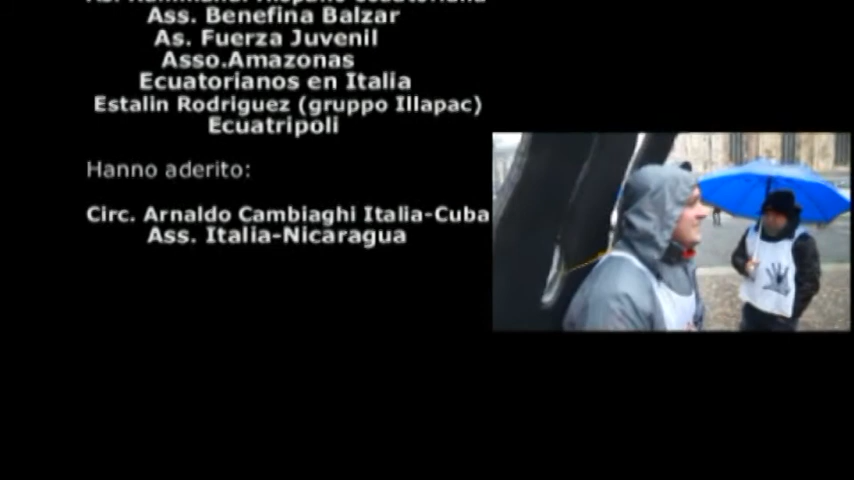 Ass. Benefina Balzar
As. Fuerza Juvenil
Asso.Amazonas
Ecuatorianos en Italia
Estalin Rodriguez (gruppo Illapac)
Ecuatripoli
Hanno aderito:
Circ. Arnaldo Cambiaghi Italia-Cuba
Ass. Italia-Nicaragua